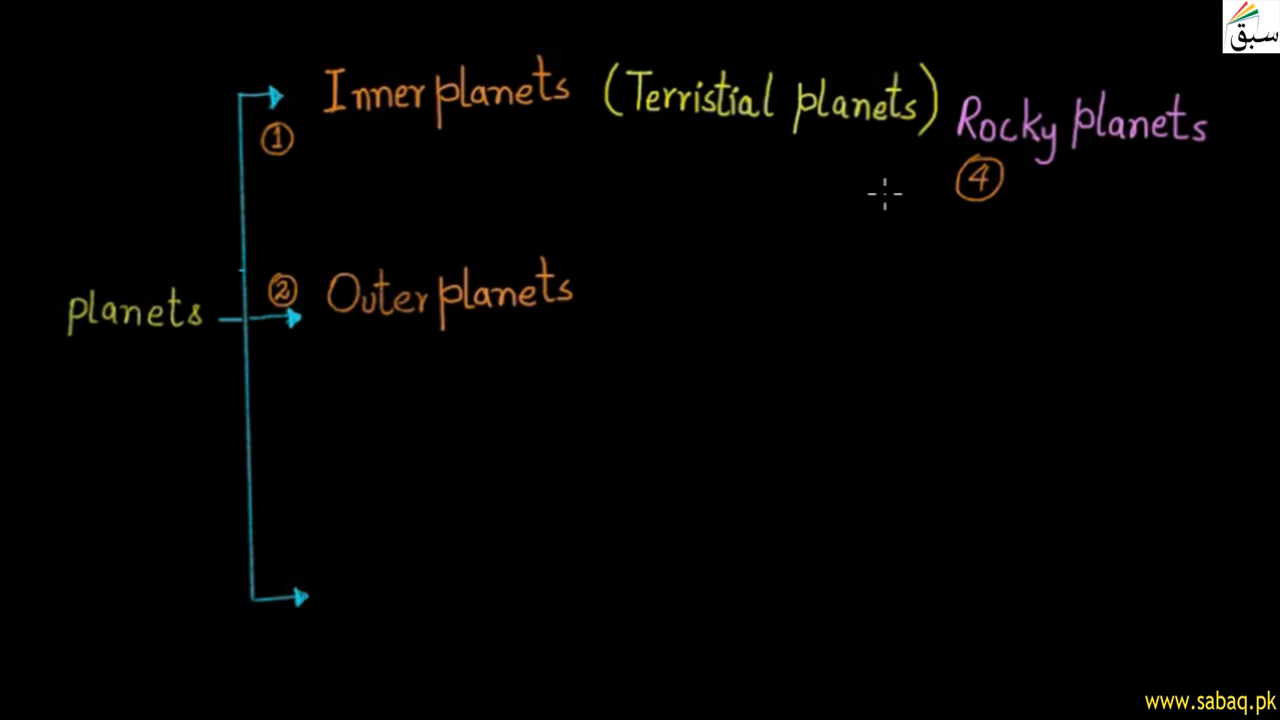 سبق
Inner planets (Terristial planets) Rocky planets
① ④
② Outer planets
planets
www.sabaq.pk